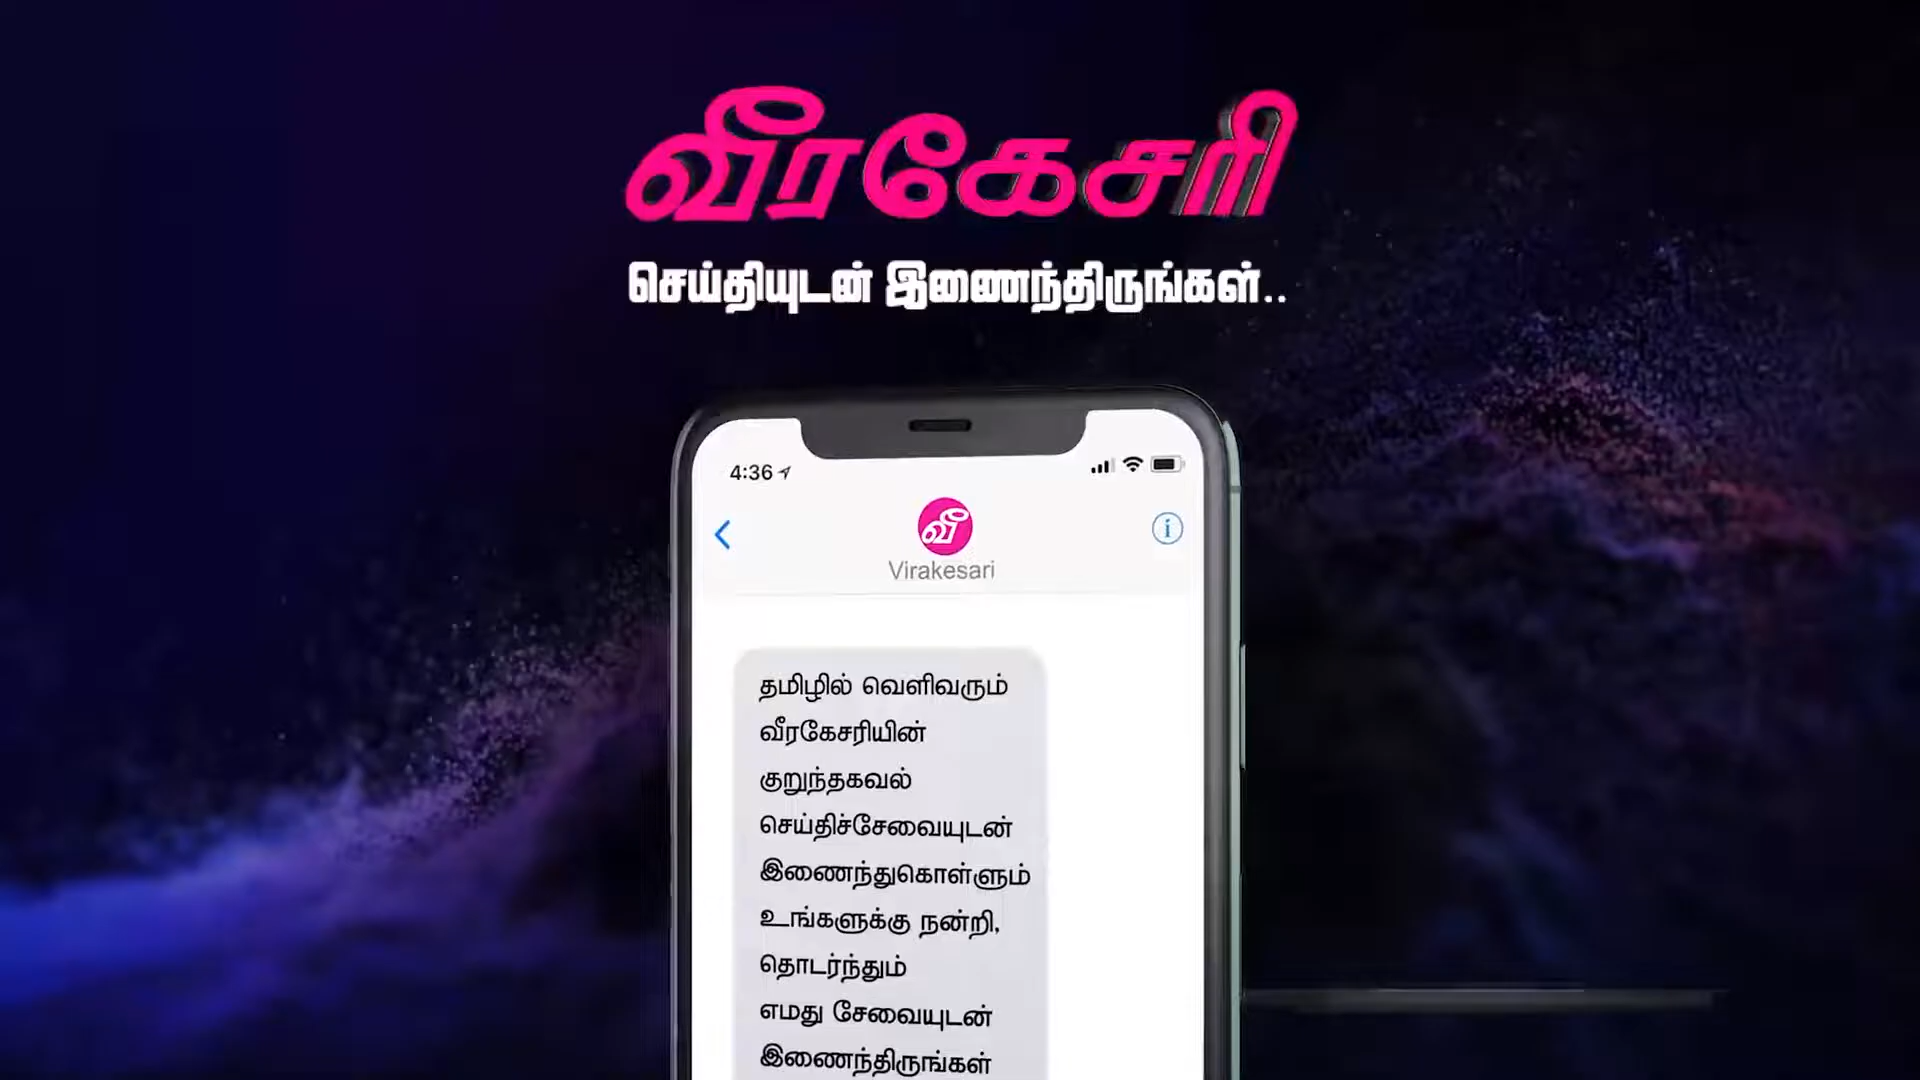 வீரகேசரி
செய்தியுடன் இணைந்திருங்கள்..
4:36
வீ
Virakesari
தமிழில் வெளிவரும்
வீரகேசரியின்
குறுந்தகவல்
செய்திச்சேவையுடன்
இணைந்துகொள்ளும்
உங்களுக்கு நன்றி,
தொடர்ந்தும்
எமது சேவையுடன்
இணைந்திருங்கள்